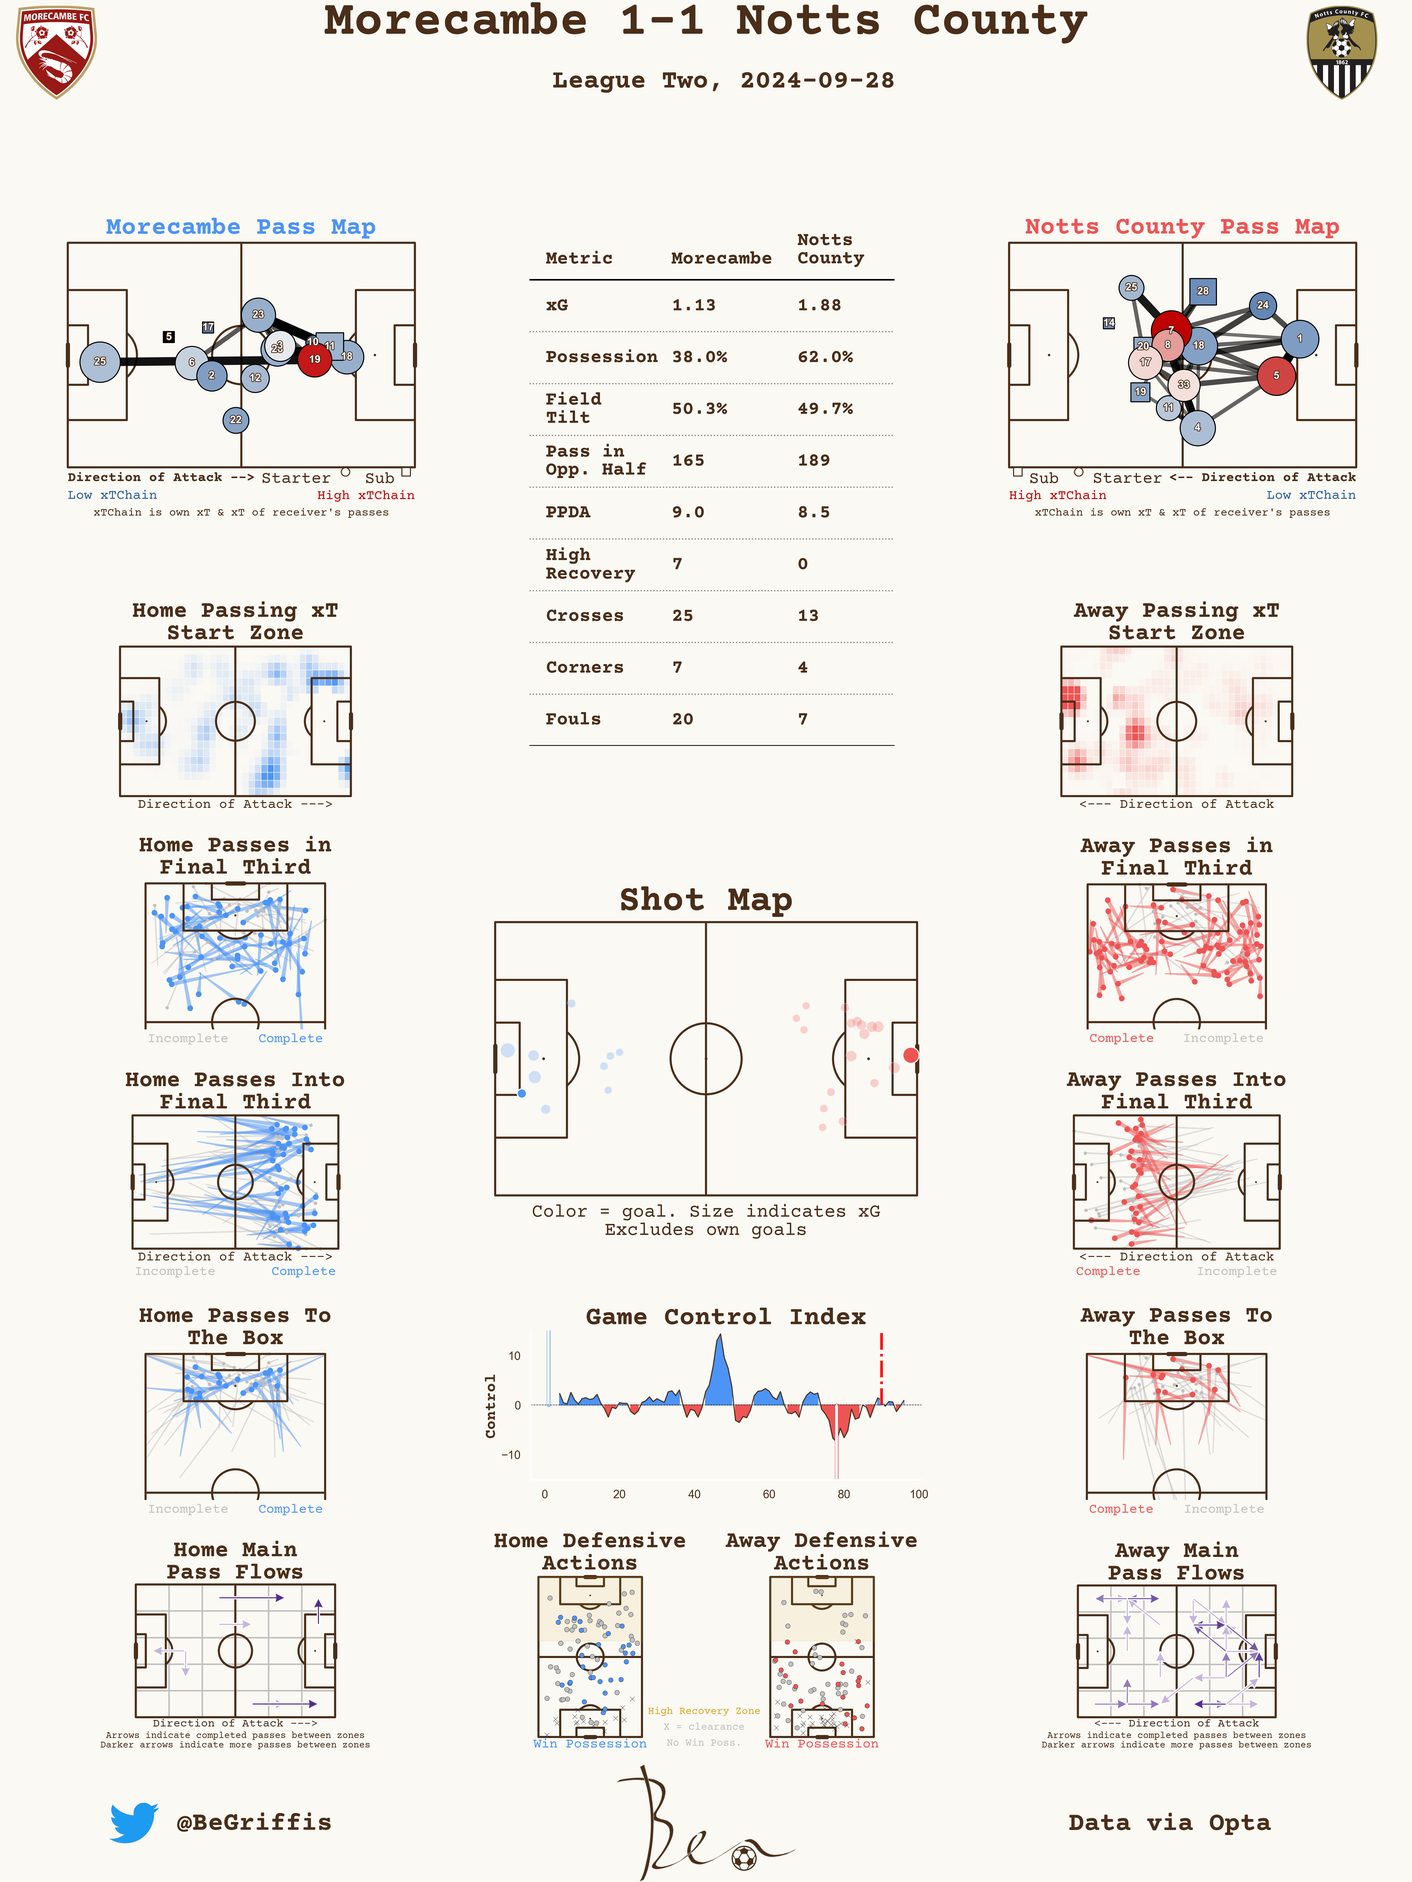 MORECAMBE FC
Morecambe 1-1 Notts County
Notts County FC
1862
League Two, 2024-09-28
Morecambe Pass Map
25
6
2
22
12
23
28
3
10
11
19
18
5
17
Direction of Attack --> Starter Sub
Low xTChain High xTChain
xTChain is own xT & xT of receiver's passes
Metric Morecambe Notts County
xG 1.13 1.88
Possession 38.0% 62.0%
Field Tilt 50.3% 49.7%
Pass in Opp. Half 165 189
PPDA 9.0 8.5
High Recovery 7 0
Crosses 25 13
Corners 7 4
Fouls 20 7
Notts County Pass Map
25
28
24
14
7
1
20
8
18
17
5
33
19
11
4
Sub Starter <-- Direction of Attack
High xTChain Low xTChain
xTChain is own xT & xT of receiver's passes
Home Passing xT
Start Zone
Direction of Attack --->
Away Passing xT
Start Zone
<--- Direction of Attack
Home Passes in
Final Third
Incomplete Complete
Away Passes in
Final Third
Complete Incomplete
Shot Map
Color = goal. Size indicates xG
Excludes own goals
Home Passes Into
Final Third
Direction of Attack --->
Incomplete Complete
Away Passes Into
Final Third
<--- Direction of Attack
Complete Incomplete
Home Passes To
The Box
Incomplete Complete
Game Control Index
Control
10
0
−10
0 20 40 60 80 100
Away Passes To
The Box
Complete Incomplete
Home Main
Pass Flows
Direction of Attack --->
Arrows indicate completed passes between zones
Darker arrows indicate more passes between zones
Home Defensive
Actions
Win Possession
Away Defensive
Actions
Win Possession
High Recovery Zone
X = clearance
No Win Poss.
Away Main
Pass Flows
<--- Direction of Attack
Arrows indicate completed passes between zones
Darker arrows indicate more passes between zones
@BeGriffis
Ben
Data via Opta